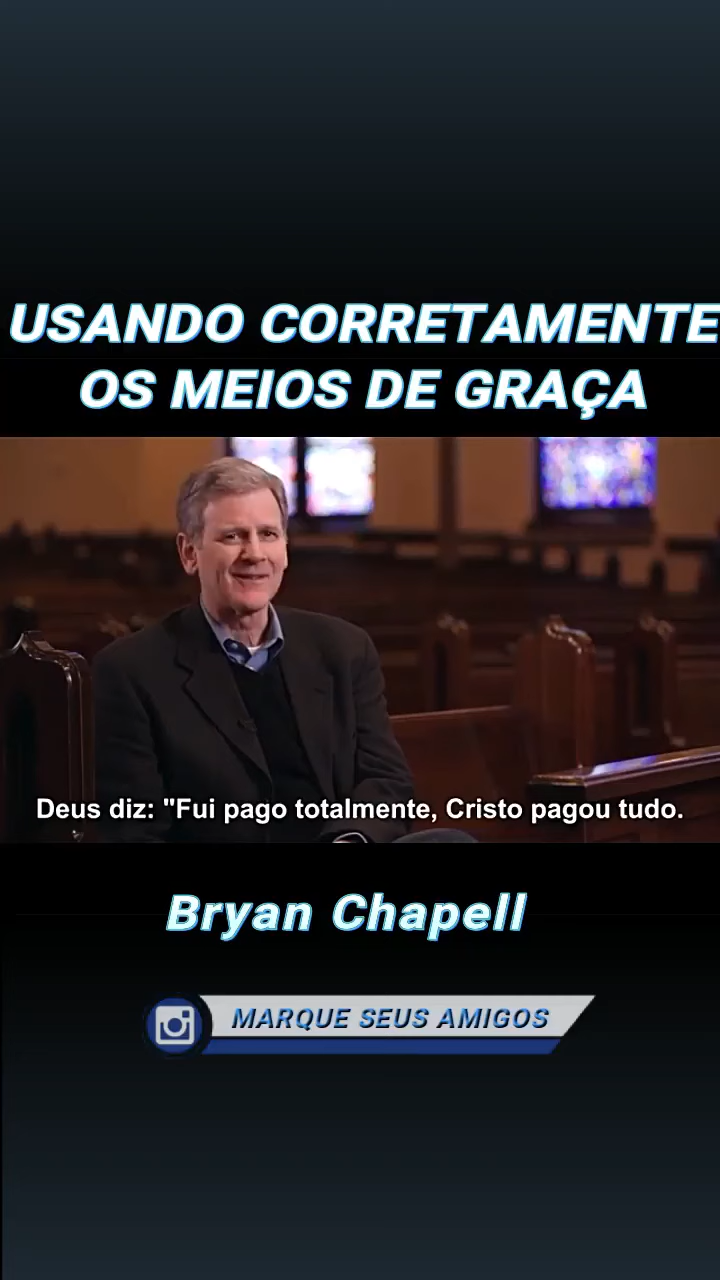 USANDO CORRETAMENTE
OS MEIOS DE GRAÇA
Deus diz: "Fui pago totalmente, Cristo pagou tudo.
Bryan Chapell
MARQUE SEUS AMIGOS